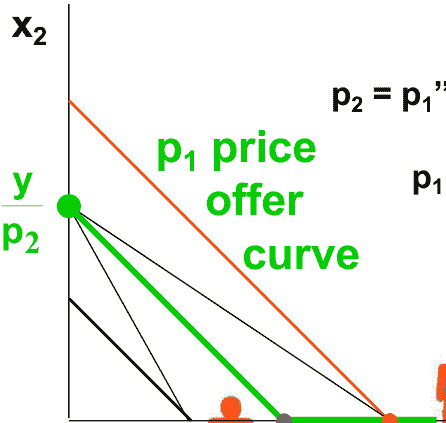 x₂
p₂ = p₁”
p₁ price
offer
curve
p₁
y
p₂